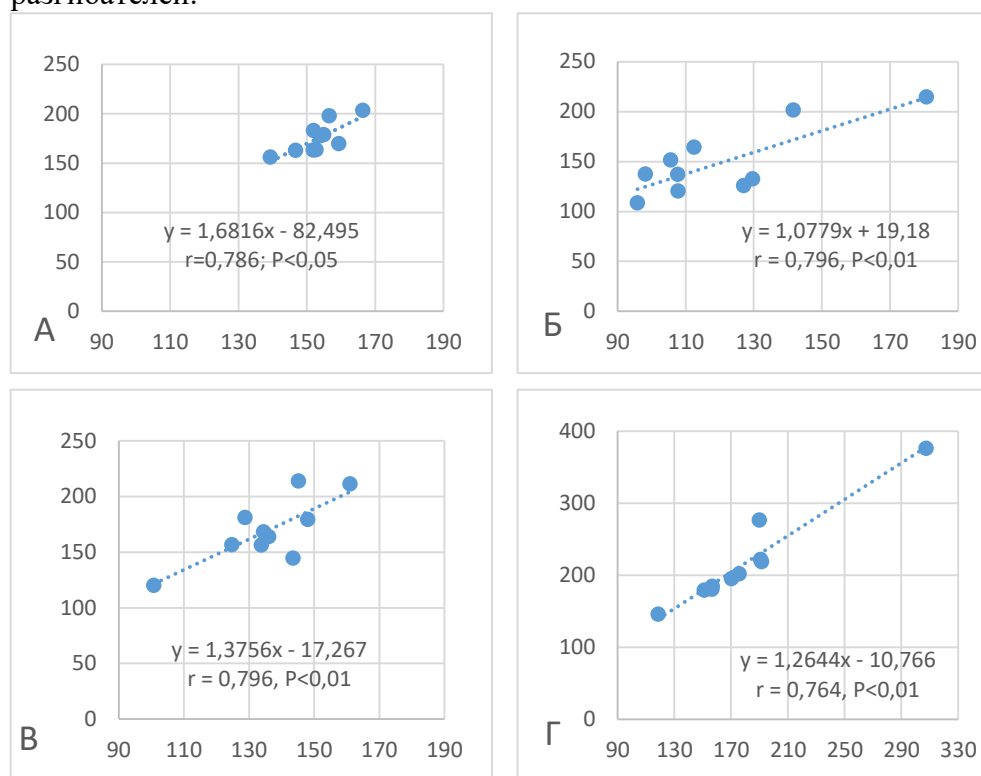 разгибателей.
250
200
150
100
50
0
y = 1,6816x - 82,495
r=0,786; P<0,05
А
90 110 130 150 170 190
250
200
150
100
50
0
y = 1,0779x + 19,18
r = 0,796, P<0,01
Б
90 110 130 150 170 190
250
200
150
100
50
0
y = 1,3756x - 17,267
r = 0,796, P<0,01
В
90 110 130 150 170 190
400
300
200
100
0
y = 1,2644x - 10,766
r = 0,764, P<0,01
Г
90 130 170 210 250 290 330